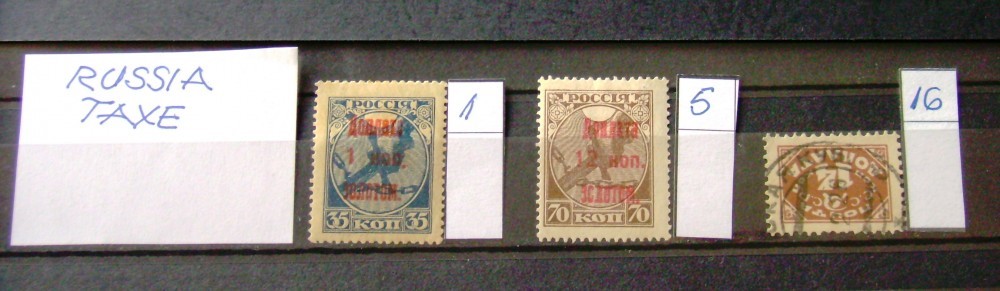 RUSSIA
TAXE
РОССІЯ
Доплата
1 коп.
золотом.
35 КОП 35
1
РОССІЯ
Доплата
12 коп.
золотом.
70 КОП 70
5
16